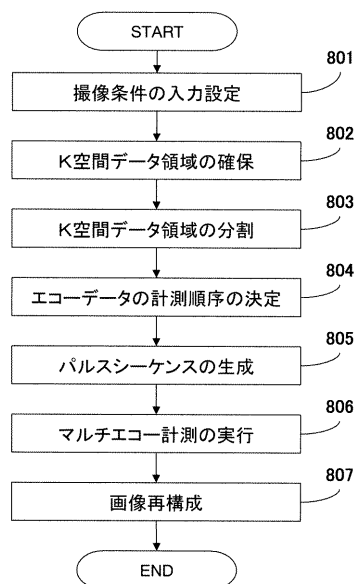 START
801
撮像条件の入力設定
802
K空間データ領域の確保
803
K空間データ領域の分割
804
エコーデータの計測順序の決定
805
パルスシーケンスの生成
806
マルチエコー計測の実行
807
画像再構成
END